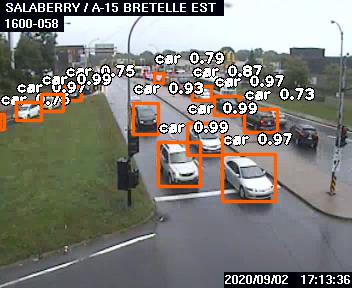 SALABERRY / A-15 BRETELLE EST
1600-058
car 0.79
car 0.75
car 0.87
car 0.99
car 0.97
car 0.97
car 0.93
car 0.73
car 0.99
car 0.99
car 0.97
2020/09/02 17:13:36